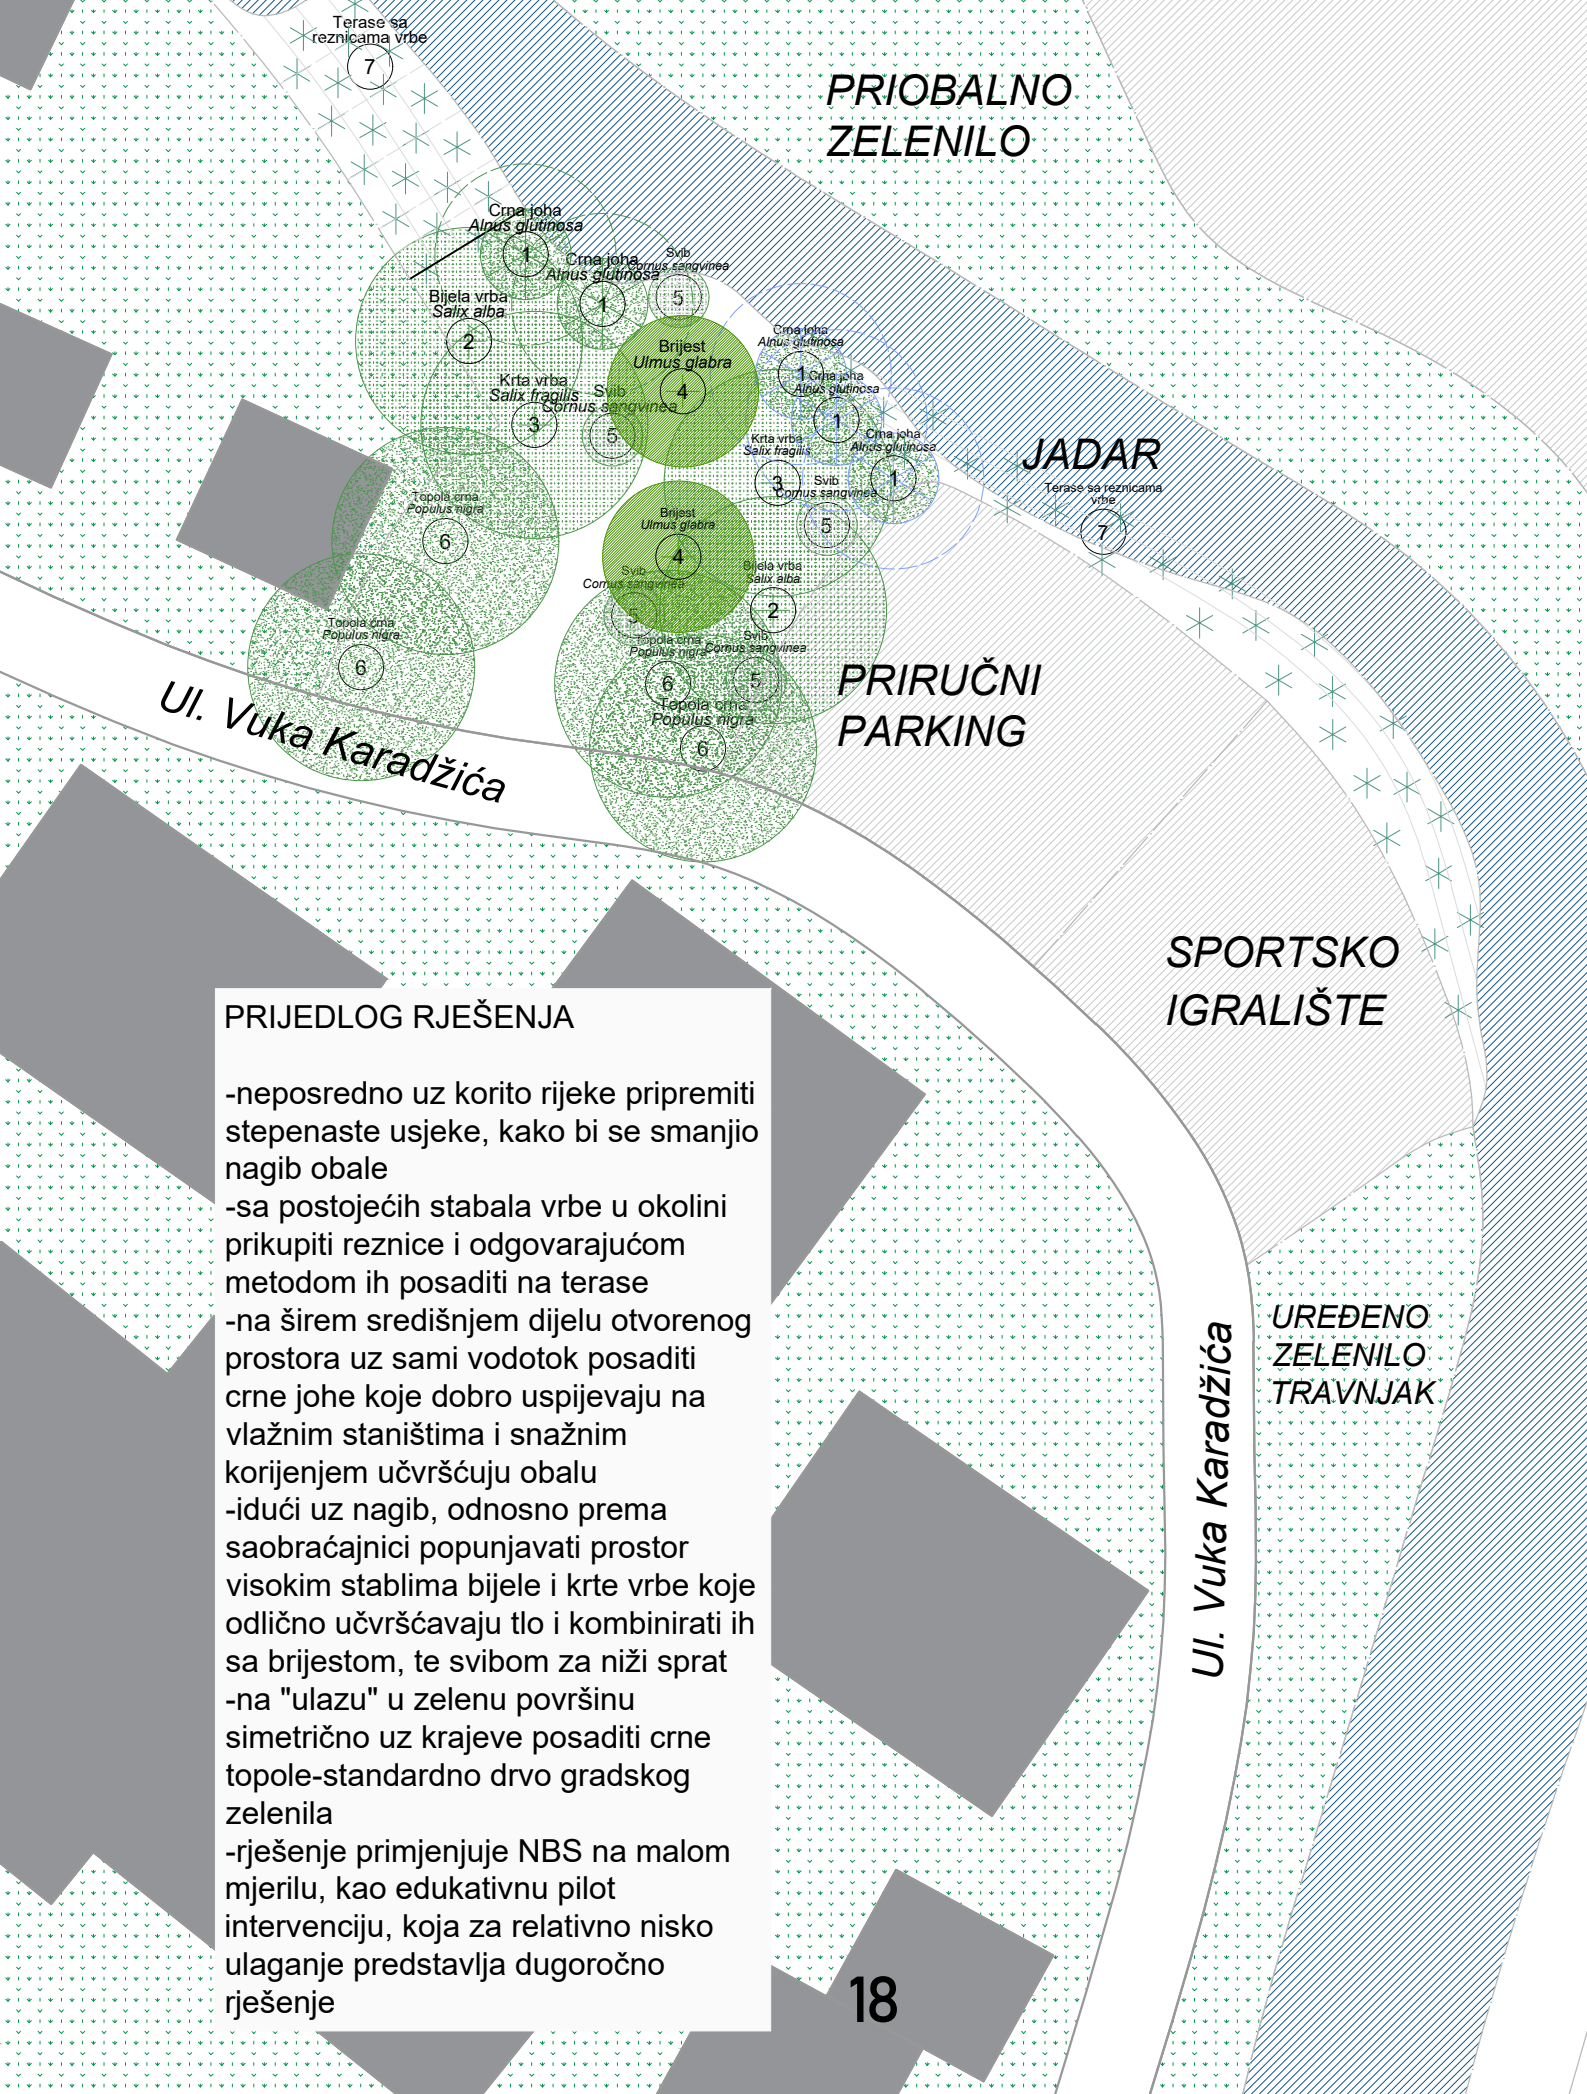 Terase sa
reznicama vrbe
7
PRIOBALNO
ZELENILO
Crna joha
Alnus glutinosa
1
Crna joha
Alnus glutinosa
1
Svib
Cornus sangvinea
5
Bijela vrba
Salix alba
2
Brijest
Ulmus glabra
4
Crna joha
Alnus glutinosa
1
Crna joha
Alnus glutinosa
1
Krta vrba
Salix fragilis
3
Svib
Cornus sangvinea
5
Krta vrba
Salix fragilis
3
Crna joha
Alnus glutinosa
1
JADAR
Terase sa reznicama
vrbe
7
Svib
Cornus sangvinea
5
Topola crna
Populus nigra
6
Brijest
Ulmus glabra
4
Svib
Cornus sangvinea
5
Bijela vrba
Salix alba
2
Topola crna
Populus nigra
6
Topola crna
Populus nigra
6
Svib
Cornus sangvinea
5
Topola crna
Populus nigra
6
PRIRUČNI
PARKING
Ul. Vuka Karadžića
SPORTSKO
IGRALIŠTE
PRIJEDLOG RJEŠENJA
-neposredno uz korito rijeke pripremiti
stepenaste usjeke, kako bi se smanjio
nagib obale
-sa postojećih stabala vrbe u okolini
prikupiti reznice i odgovarajućom
metodom ih posaditi na terase
-na širem središnjem dijelu otvorenog
prostora uz sami vodotok posaditi
crne johe koje dobro uspijevaju na
vlažnim staništima i snažnim
korijenjem učvršćuju obalu
-idući uz nagib, odnosno prema
saobraćajnici popunjavati prostor
visokim stablima bijele i krte vrbe koje
odlično učvršćavaju tlo i kombinirati ih
sa brijestom, te svibom za niži sprat
-na "ulazu" u zelenu površinu
simetrično uz krajeve posaditi crne
topole-standardno drvo gradskog
zelenila
-rješenje primjenjuje NBS na malom
mjerilu, kao edukativnu pilot
intervenciju, koja za relativno nisko
ulaganje predstavlja dugoročno
rješenje
UREĐENO
ZELENILO
TRAVNJAK
Ul. Vuka Karadžića
18